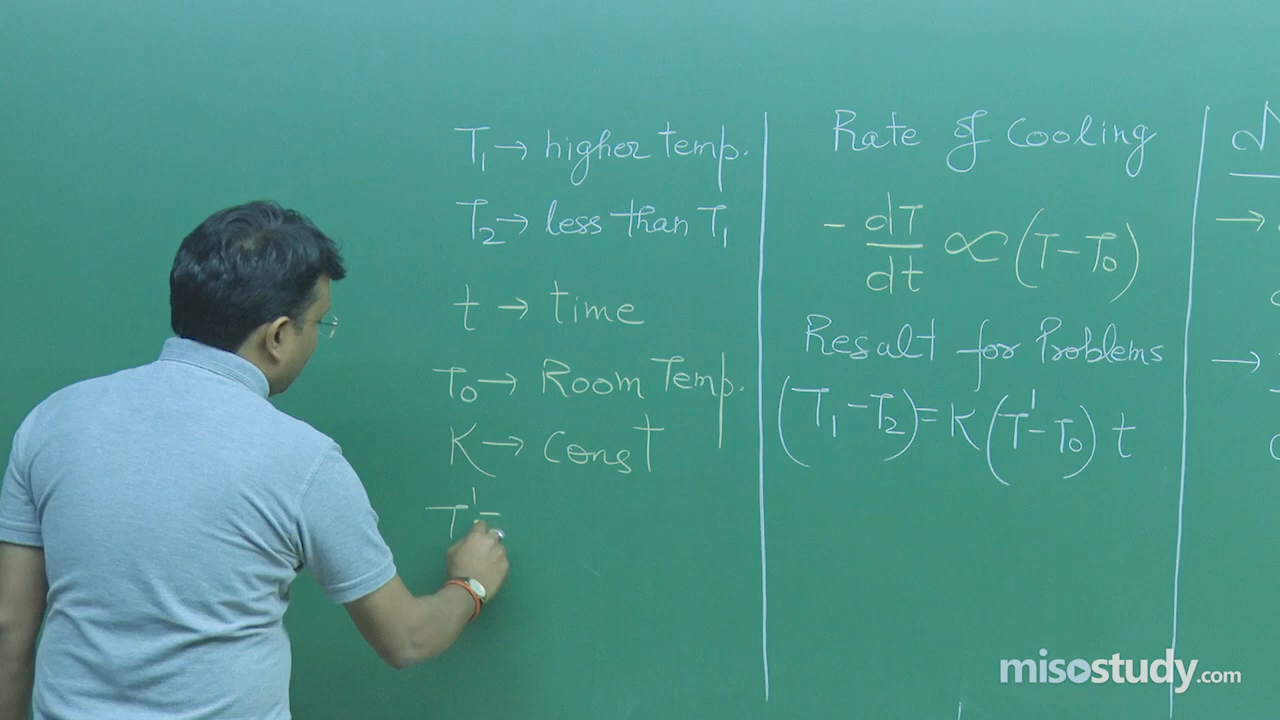 T₁ → higher temp.
T₂ → less than T₁
t → time
T₀ → Room Temp.
K → Const
T' =
Rate of Cooling
- dT/dt ∝ (T - T₀)
Result for Problems
(T₁ - T₂) = K (T' - T₀) t
→
→
misostudy.com